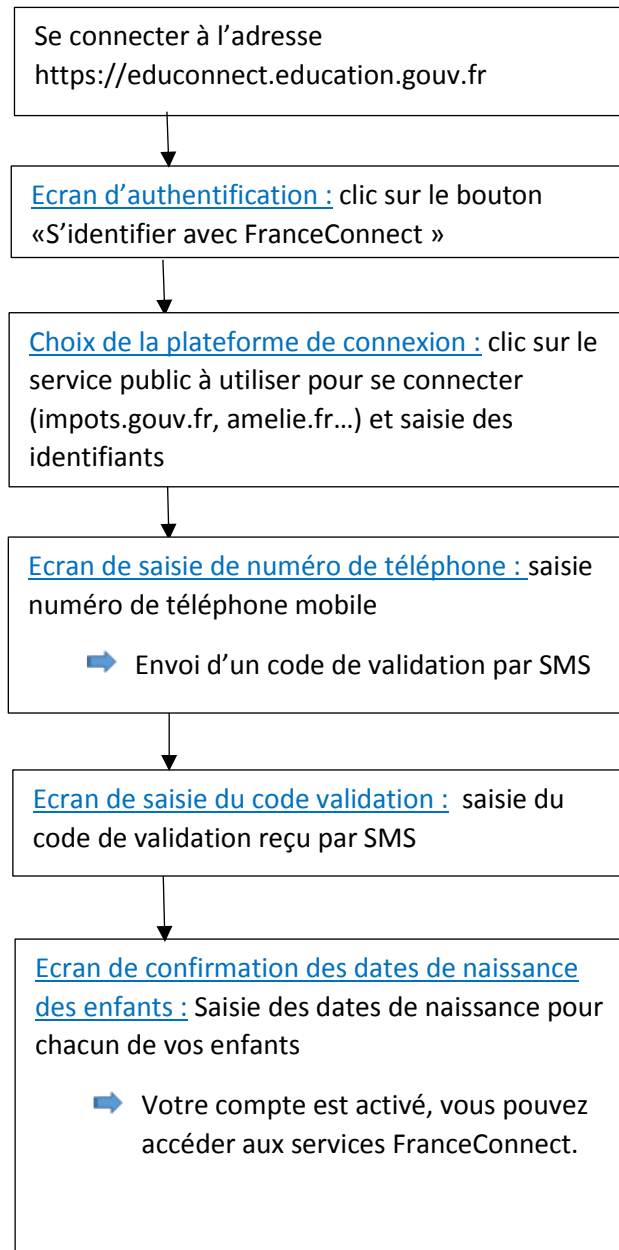 Se connecter à l’adresse
https://educonnect.education.gouv.fr
Ecran d’authentification : clic sur le bouton
«S’identifier avec FranceConnect »
Choix de la plateforme de connexion : clic sur le
service public à utiliser pour se connecter
(impots.gouv.fr, amelie.fr…) et saisie des
identifiants
Ecran de saisie de numéro de téléphone : saisie
numéro de téléphone mobile
Envoi d’un code de validation par SMS
Ecran de saisie du code validation : saisie du
code de validation reçu par SMS
Ecran de confirmation des dates de naissance
des enfants : Saisie des dates de naissance pour
chacun de vos enfants
Votre compte est activé, vous pouvez
accéder aux services FranceConnect.